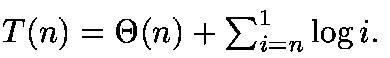 T(n) = Θ(n) + ∑_{i=n}^{1} log i.